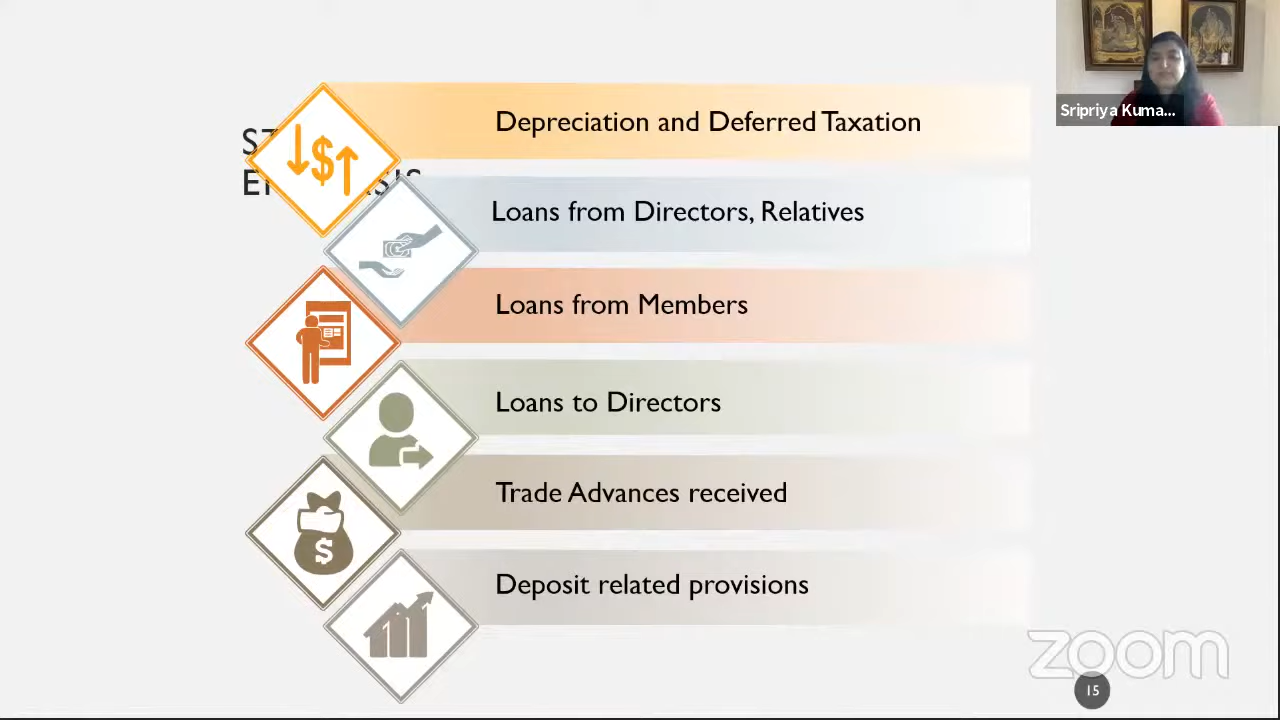 Depreciation and Deferred Taxation
Loans from Directors, Relatives
Loans from Members
Loans to Directors
Trade Advances received
Deposit related provisions
Sripriya Kuma...
$
$
zoom
15